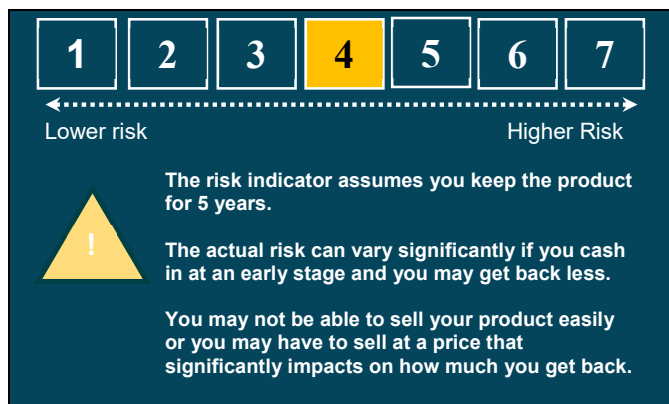 1 2 3 4 5 6 7
Lower risk Higher Risk
The risk indicator assumes you keep the product
for 5 years.
!
The actual risk can vary significantly if you cash
in at an early stage and you may get back less.
You may not be able to sell your product easily
or you may have to sell at a price that
significantly impacts on how much you get back.